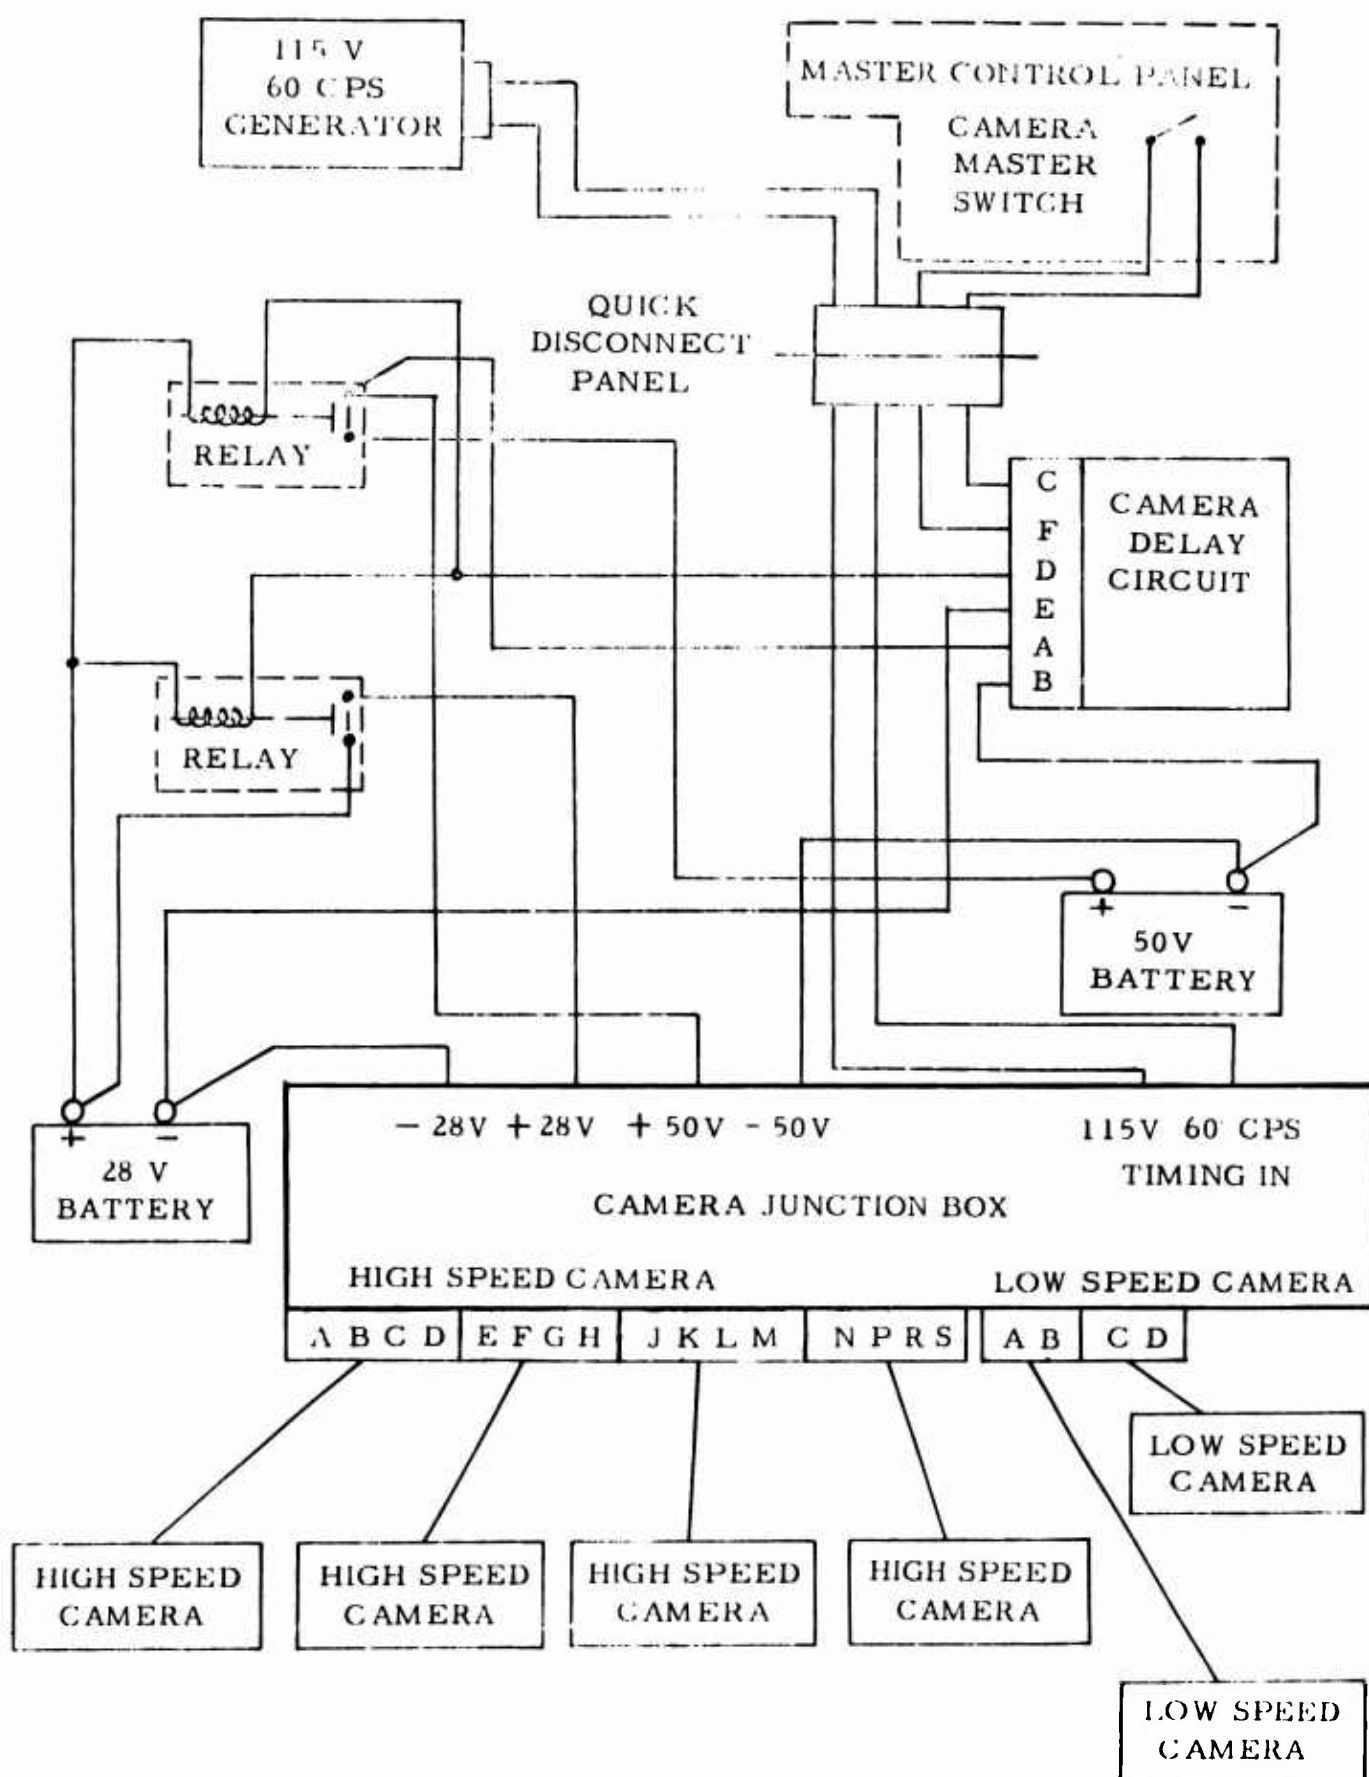 115 V
60 CPS
GENERATOR
MASTER CONTROL PANEL
CAMERA
MASTER
SWITCH
QUICK
DISCONNECT
PANEL
RELAY
C
F
D
E
A
B
CAMERA
DELAY
CIRCUIT
RELAY
+ -
50V
BATTERY
+ -
28 V
BATTERY
- 28V + 28V + 50V - 50V
115V 60 CPS
TIMING IN
CAMERA JUNCTION BOX
HIGH SPEED CAMERA
LOW SPEED CAMERA
A B C D E F G H J K L M N P R S A B C D
LOW SPEED
CAMERA
HIGH SPEED
CAMERA
HIGH SPEED
CAMERA
HIGH SPEED
CAMERA
HIGH SPEED
CAMERA
LOW SPEED
CAMERA